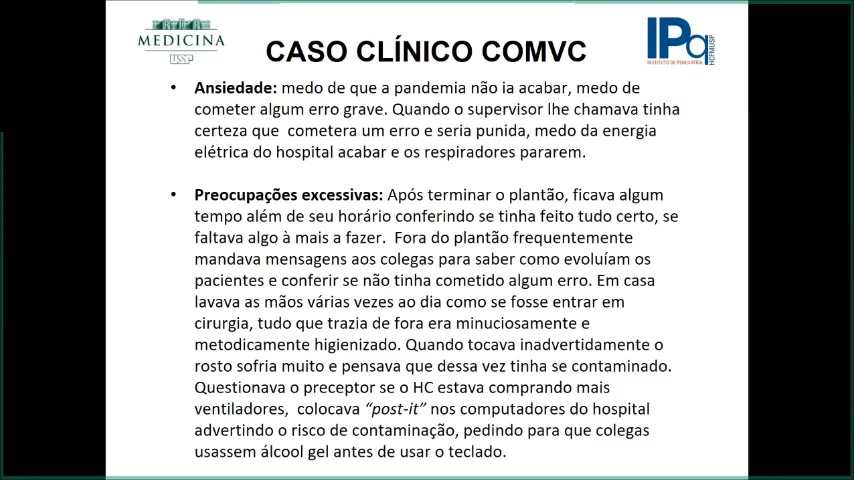 MEDICINA
USP
CASO CLÍNICO COMVC
IPq
INSTITUTO DE PSIQUIATRIA
HCFMUSP
• Ansiedade: medo de que a pandemia não ia acabar, medo de
cometer algum erro grave. Quando o supervisor lhe chamava tinha
certeza que cometera um erro e seria punida, medo da energia
elétrica do hospital acabar e os respiradores pararem.
• Preocupações excessivas: Após terminar o plantão, ficava algum
tempo além de seu horário conferindo se tinha feito tudo certo, se
faltava algo à mais a fazer. Fora do plantão frequentemente
mandava mensagens aos colegas para saber como evoluíam os
pacientes e conferir se não tinha cometido algum erro. Em casa
lavava as mãos várias vezes ao dia como se fosse entrar em
cirurgia, tudo que trazia de fora era minuciosamente e
metodicamente higienizado. Quando tocava inadvertidamente o
rosto sofria muito e pensava que dessa vez tinha se contaminado.
Questionava o preceptor se o HC estava comprando mais
ventiladores, colocava “post-it” nos computadores do hospital
advertindo o risco de contaminação, pedindo para que colegas
usassem álcool gel antes de usar o teclado.